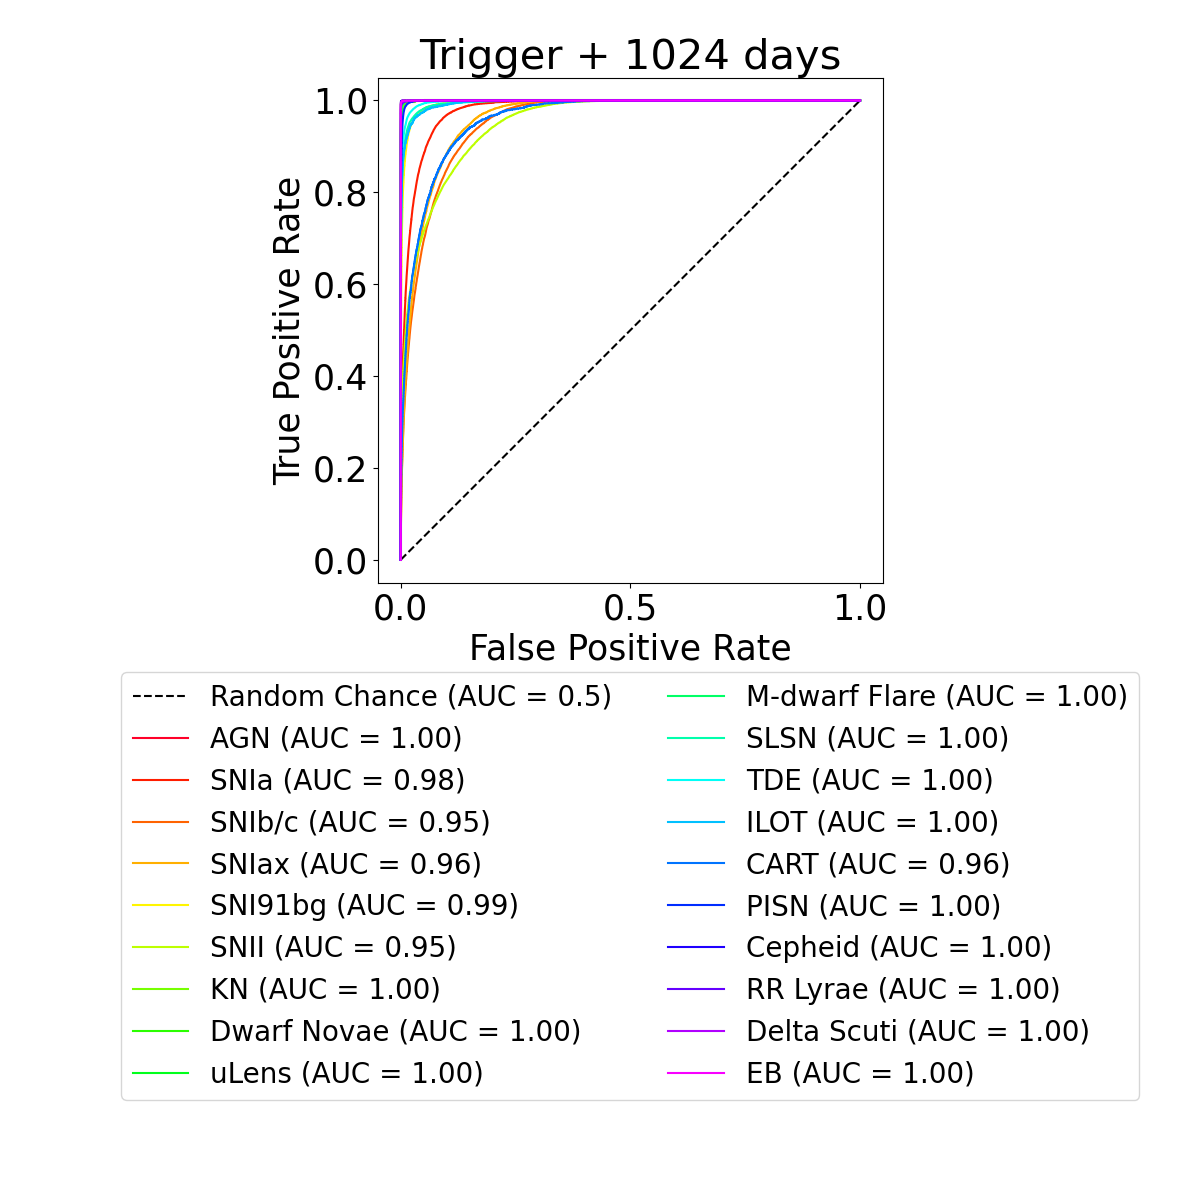 Trigger + 1024 days
True Positive Rate
1.0
0.8
0.6
0.4
0.2
0.0
0.0 0.5 1.0
False Positive Rate
Random Chance (AUC = 0.5)
AGN (AUC = 1.00)
SNIa (AUC = 0.98)
SNIb/c (AUC = 0.95)
SNIax (AUC = 0.96)
SNI91bg (AUC = 0.99)
SNII (AUC = 0.95)
KN (AUC = 1.00)
Dwarf Novae (AUC = 1.00)
uLens (AUC = 1.00)
M-dwarf Flare (AUC = 1.00)
SLSN (AUC = 1.00)
TDE (AUC = 1.00)
ILOT (AUC = 1.00)
CART (AUC = 0.96)
PISN (AUC = 1.00)
Cepheid (AUC = 1.00)
RR Lyrae (AUC = 1.00)
Delta Scuti (AUC = 1.00)
EB (AUC = 1.00)